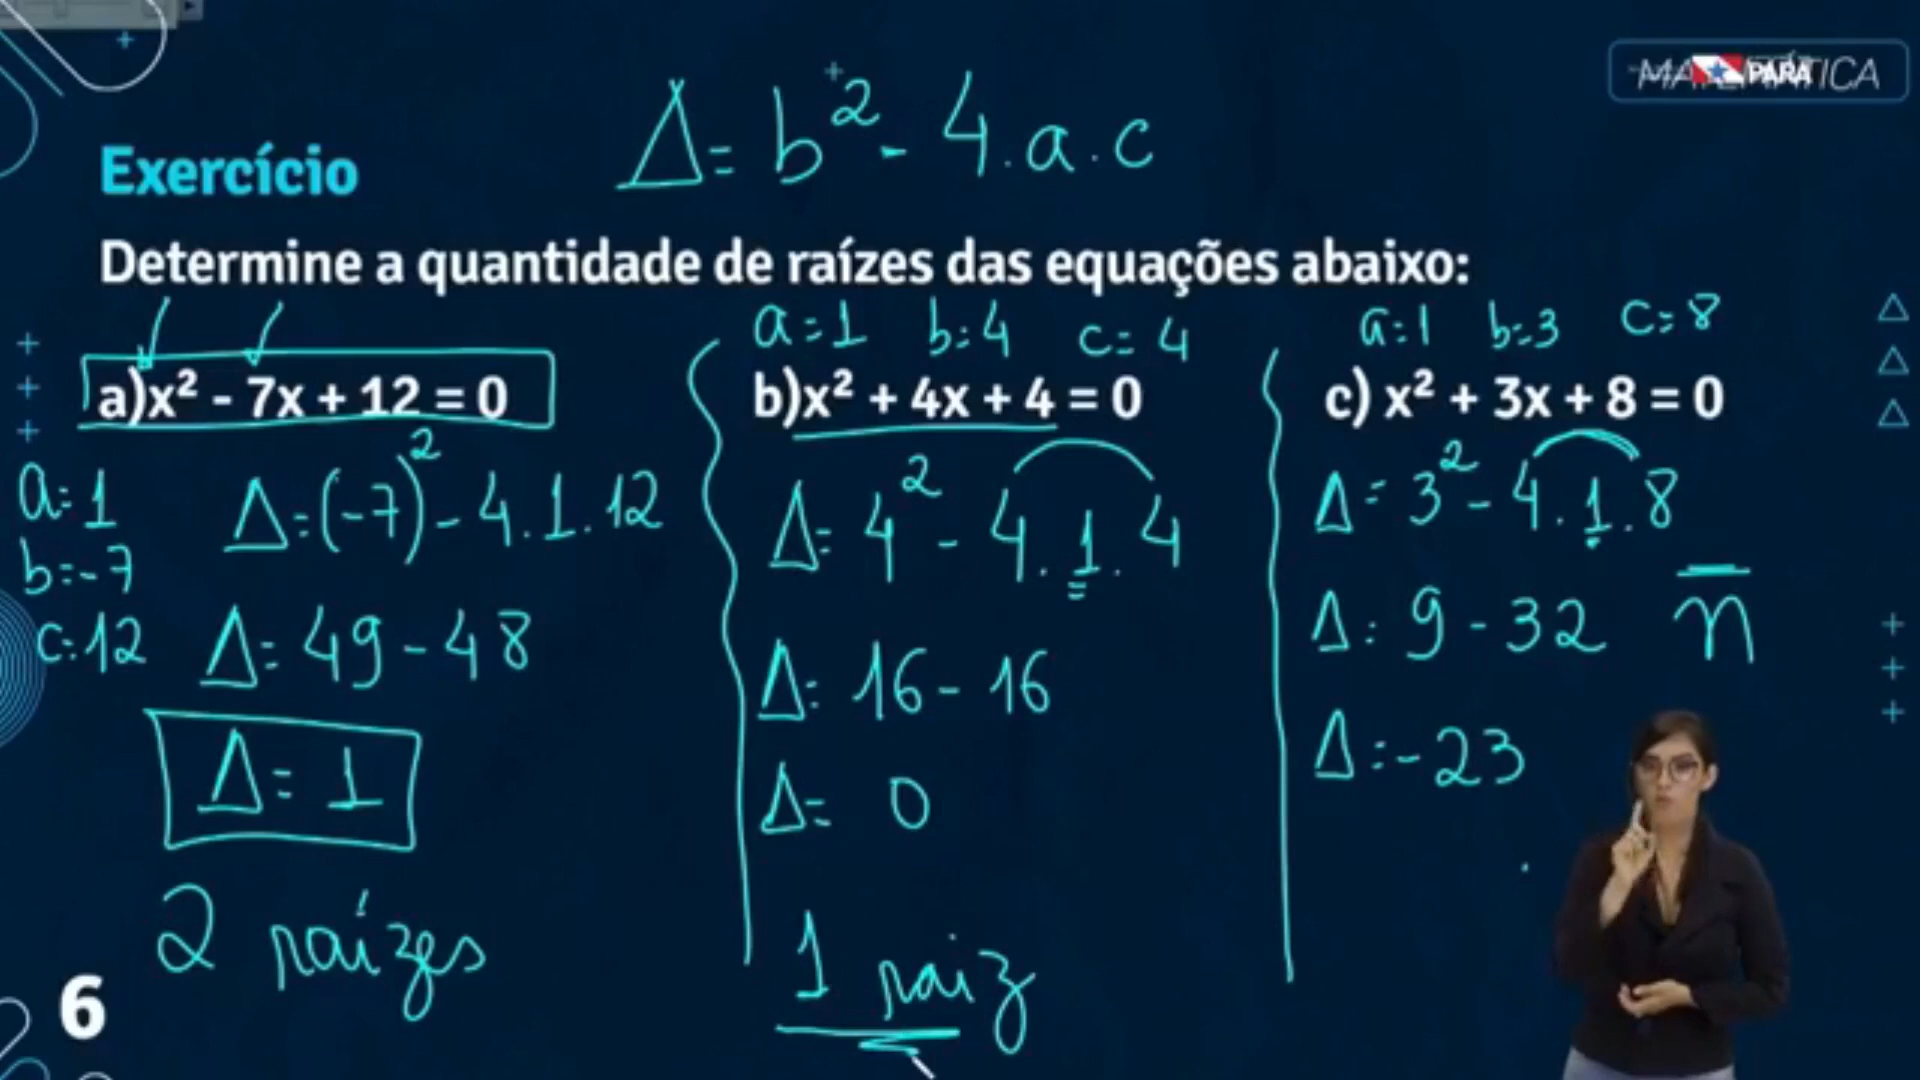 MATEMÁTICA
PARÁ
Δ = b² - 4.a.c
Exercício
Determine a quantidade de raízes das equações abaixo:
a)x² - 7x + 12 = 0
a=1
b=-7
c=12
Δ=(-7)² - 4.1.12
Δ= 49-48
Δ= 1
2 raízes
a=1 b=4 c=4
b)x² + 4x + 4 = 0
Δ= 4² - 4.1.4
Δ= 16-16
Δ= 0
1 raiz
a=1 b=3 c=8
c) x² + 3x + 8 = 0
Δ= 3² - 4.1.8
Δ= 9-32
Δ=-23
n
6